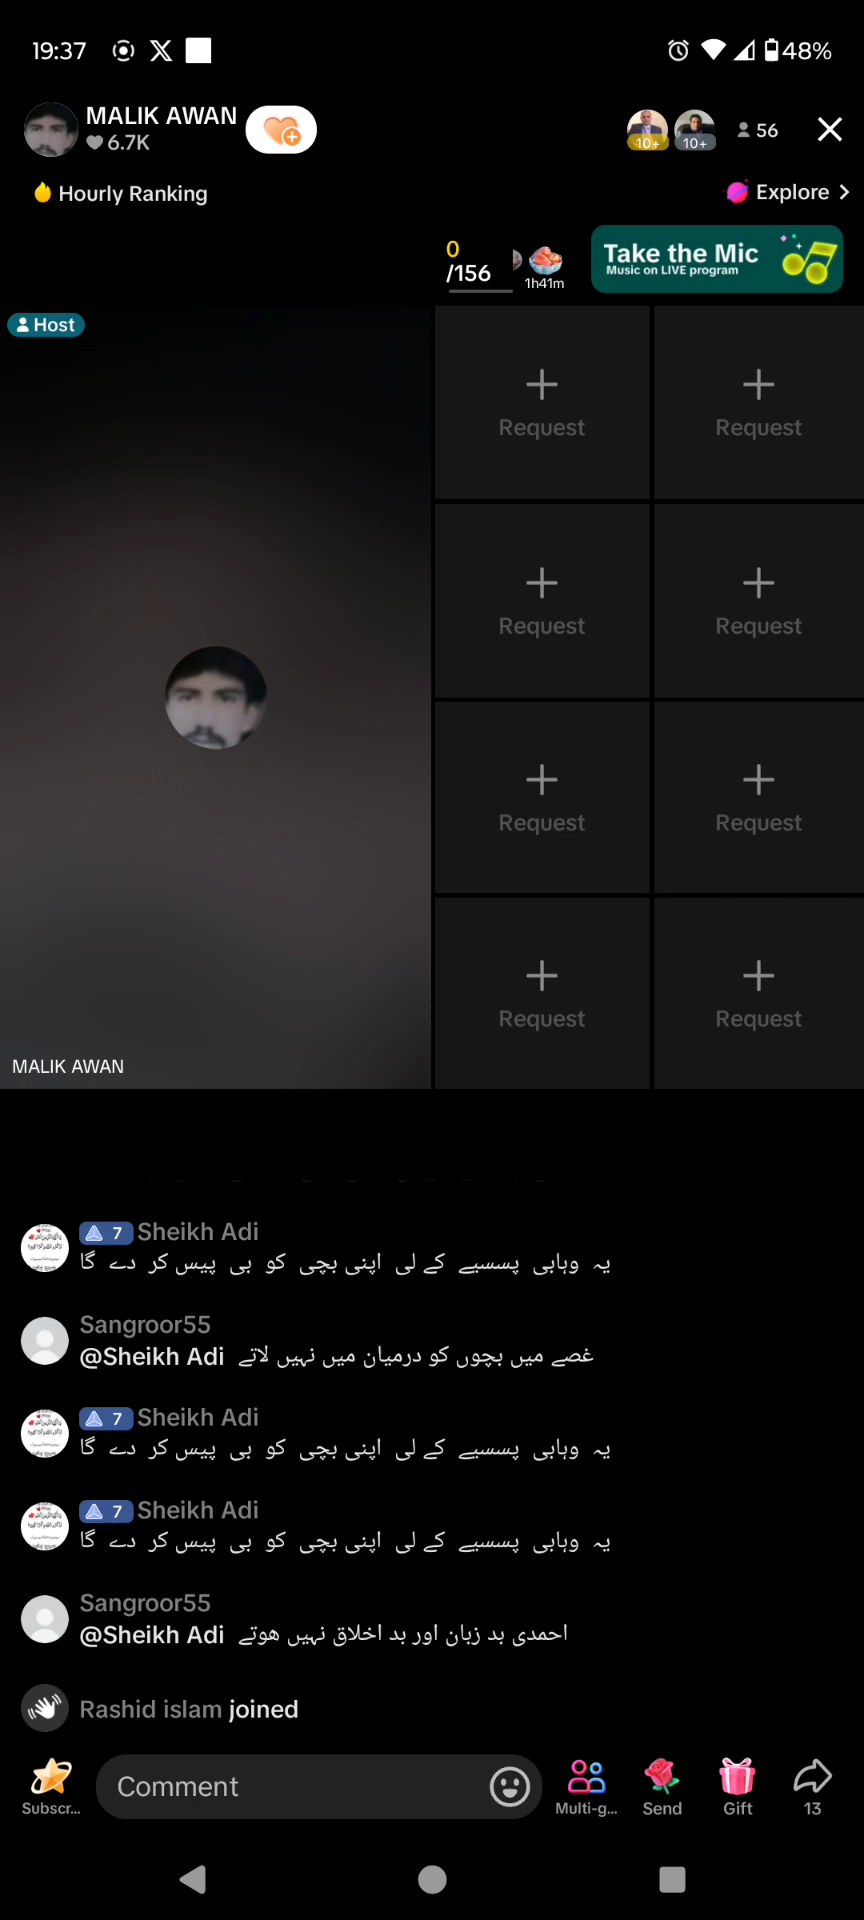 19:37
48%
MALIK AWAN
6.7K
10+
10+
56
Hourly Ranking
Explore
0
/156
1h41m
Take the Mic
Music on LIVE program
Host
Request
Request
Request
Request
Request
Request
Request
Request
MALIK AWAN
7 Sheikh Adi
یہ وہابی پسسیے کے لی اپنی بچی کو بی پیس کر دے گا
Sangroor55
@Sheikh Adi غصے میں بچوں کو درمیان میں نہیں لاتے
7 Sheikh Adi
یہ وہابی پسسیے کے لی اپنی بچی کو بی پیس کر دے گا
7 Sheikh Adi
یہ وہابی پسسیے کے لی اپنی بچی کو بی پیس کر دے گا
Sangroor55
@Sheikh Adi احمدی بد زبان اور بد اخلاق نہیں ھوتے
Rashid islam joined
Comment
Subscr...
Multi-g...
Send
Gift
13